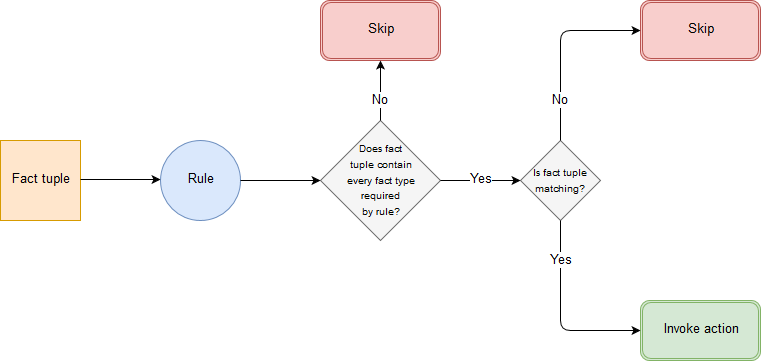 Skip
Skip
No
No
Fact tuple
Rule
Does fact
tuple contain
every fact type
required
by rule?
Yes
Is fact tuple
matching?
Yes
Invoke action